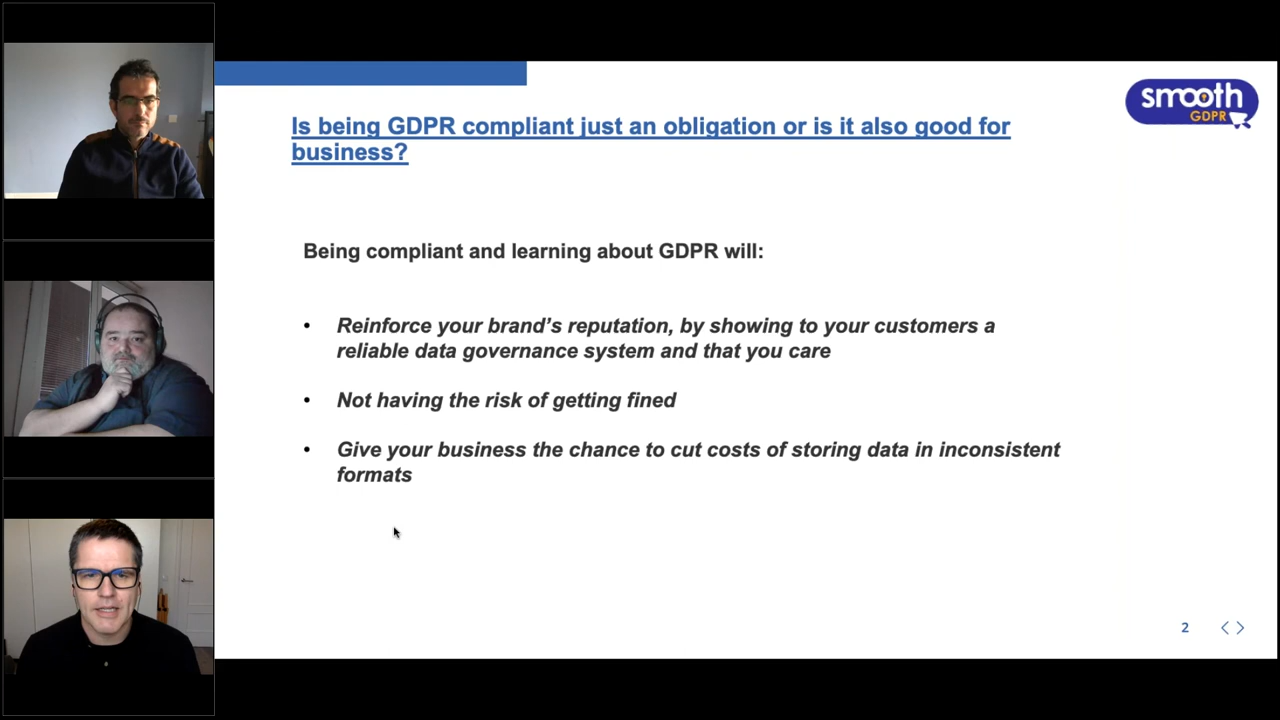 smooth
GDPR
Is being GDPR compliant just an obligation or is it also good for
business?
Being compliant and learning about GDPR will:
• Reinforce your brand’s reputation, by showing to your customers a
reliable data governance system and that you care
• Not having the risk of getting fined
• Give your business the chance to cut costs of storing data in inconsistent
formats
2